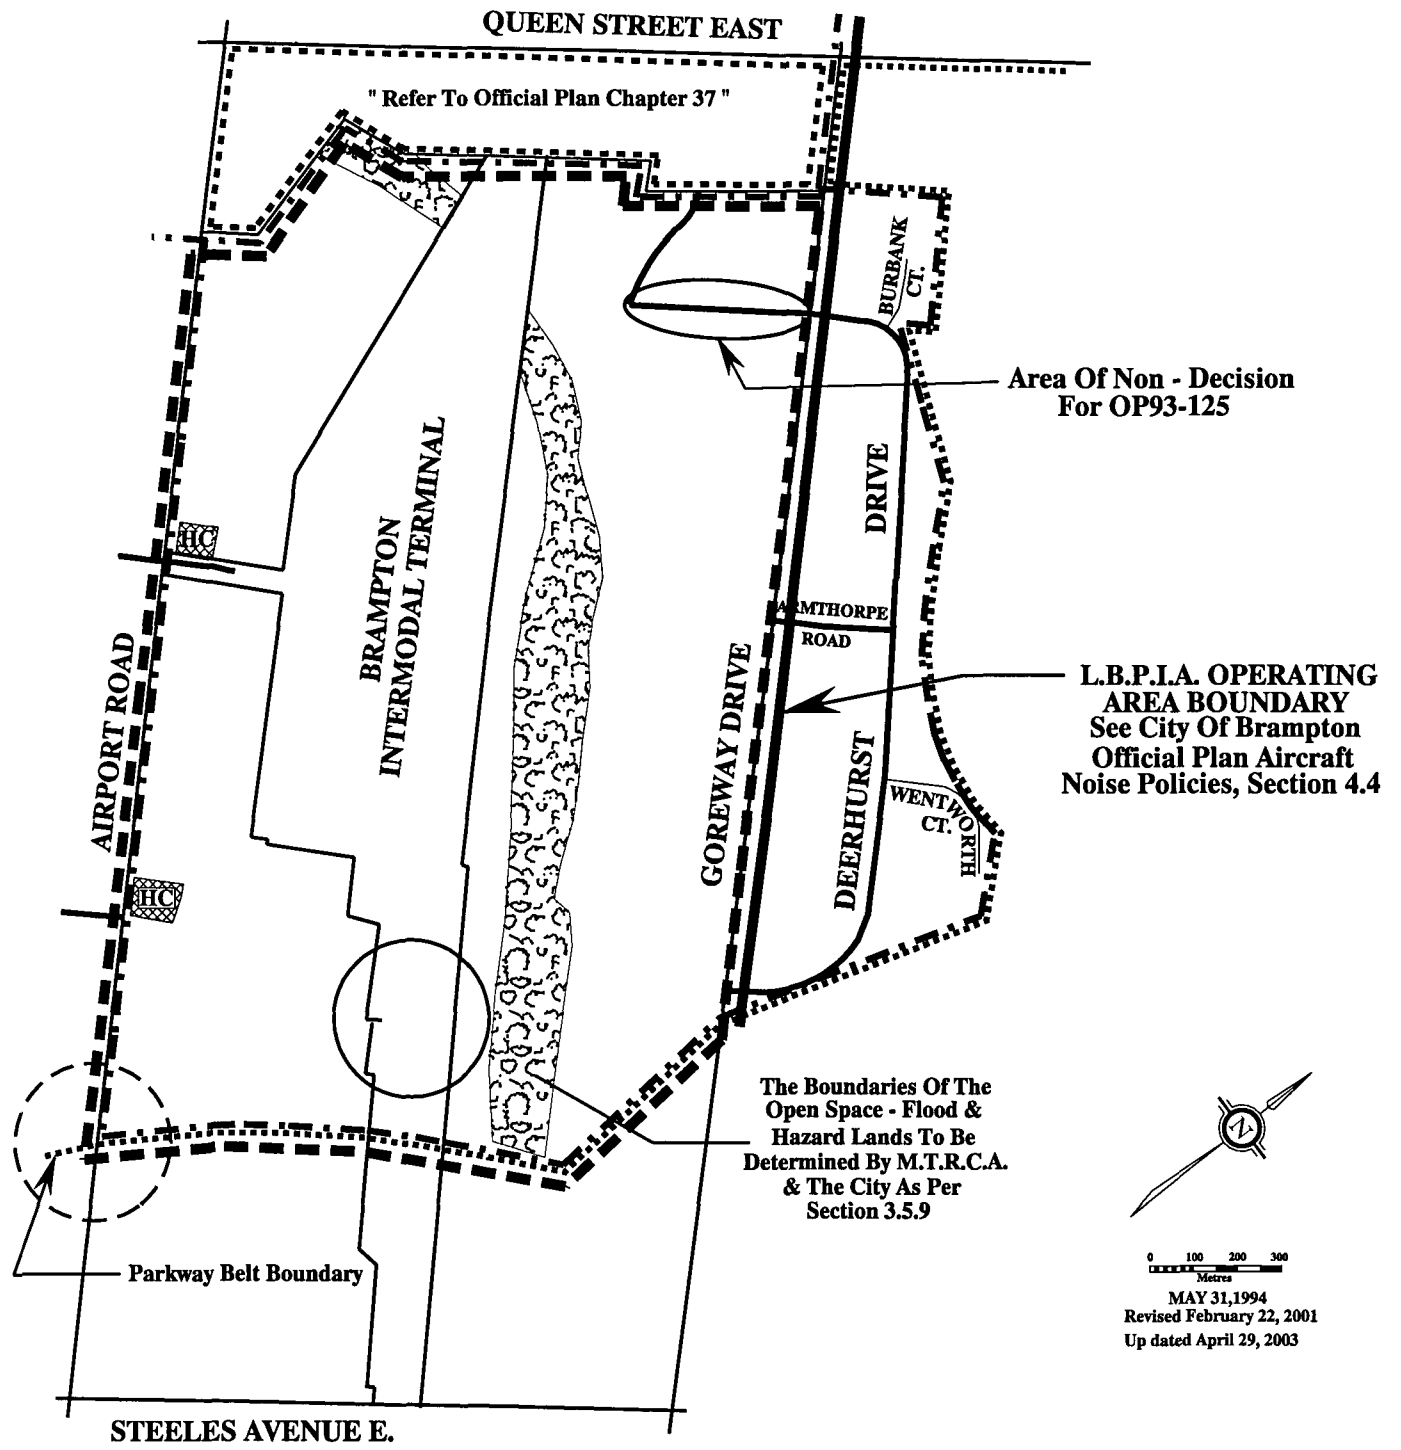 QUEEN STREET EAST
" Refer To Official Plan Chapter 37 "
BURBANK
CT.
Area Of Non - Decision
For OP93-125
BRAMPTON
INTERMODAL TERMINAL
DRIVE
HC
ARMTHORPE
ROAD
AIRPORT ROAD
GOREWAY DRIVE
L.B.P.I.A. OPERATING
AREA BOUNDARY
See City Of Brampton
Official Plan Aircraft
Noise Policies, Section 4.4
DEERHURST
WENTWORTH
CT.
HC
The Boundaries Of The
Open Space - Flood &
Hazard Lands To Be
Determined By M.T.R.C.A.
& The City As Per
Section 3.5.9
Parkway Belt Boundary
N
0 100 200 300
Metres
MAY 31,1994
Revised February 22, 2001
Up dated April 29, 2003
STEELES AVENUE E.